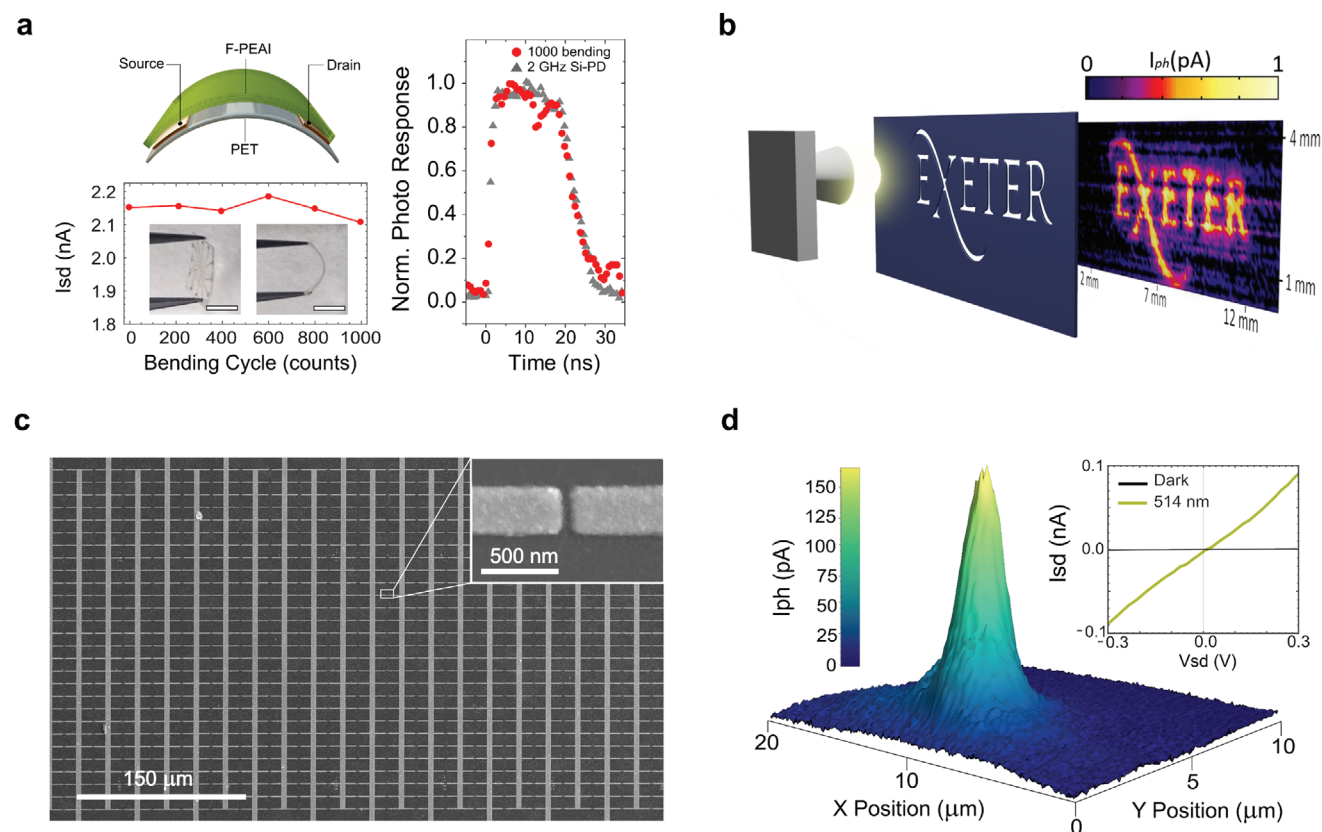 a
F-PEAI
Source
Drain
PET
2.2
2.1
2.0
1.9
1.8
Isd (nA)
0
200
400
600
800
1000
Bending Cycle (counts)
1000 bending
2 GHz Si-PD
1.0
0.8
0.6
0.4
0.2
0.0
Norm. Photo Response
0
10
20
30
Time (ns)
b
Iph(pA)
0
1
EXETER
EXETER
4 mm
1 mm
2 mm
7 mm
12 mm
c
500 nm
150 μm
d
150
125
100
75
50
25
0
Iph (pA)
Dark
514 nm
0.1
0.0
−0.1
Isd (nA)
−0.3
0.0
0.3
Vsd (V)
20
10
0
X Position (μm)
10
5
Y Position (μm)